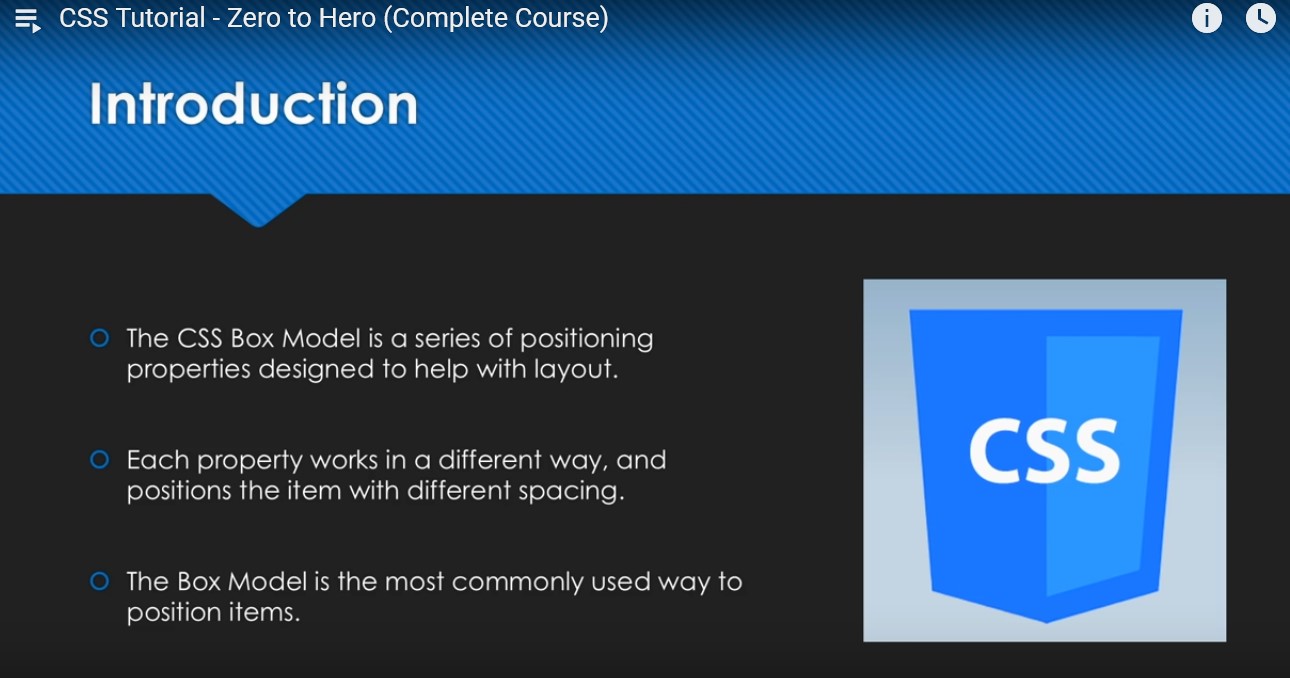 CSS Tutorial - Zero to Hero (Complete Course)
Introduction
The CSS Box Model is a series of positioning
properties designed to help with layout.
Each property works in a different way, and
positions the item with different spacing.
The Box Model is the most commonly used way to
position items.
CSS